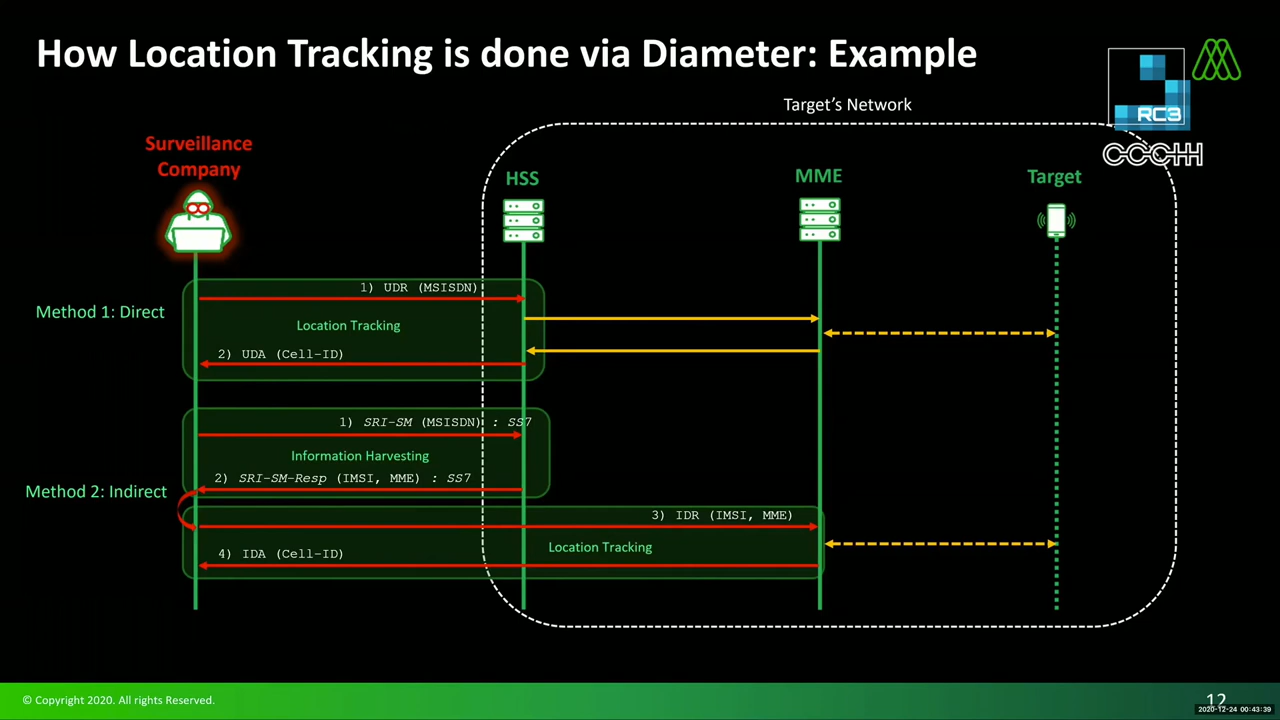 How Location Tracking is done via Diameter: Example
RC3
CCCHH
Target's Network
Surveillance
Company
HSS
MME
Target
Method 1: Direct
1) UDR (MSISDN)
Location Tracking
2) UDA (Cell-ID)
Method 2: Indirect
1) SRI-SM (MSISDN) : SS7
Information Harvesting
2) SRI-SM-Resp (IMSI, MME) : SS7
3) IDR (IMSI, MME)
Location Tracking
4) IDA (Cell-ID)
© Copyright 2020. All rights Reserved.
12
2020-12-24 00:43:39